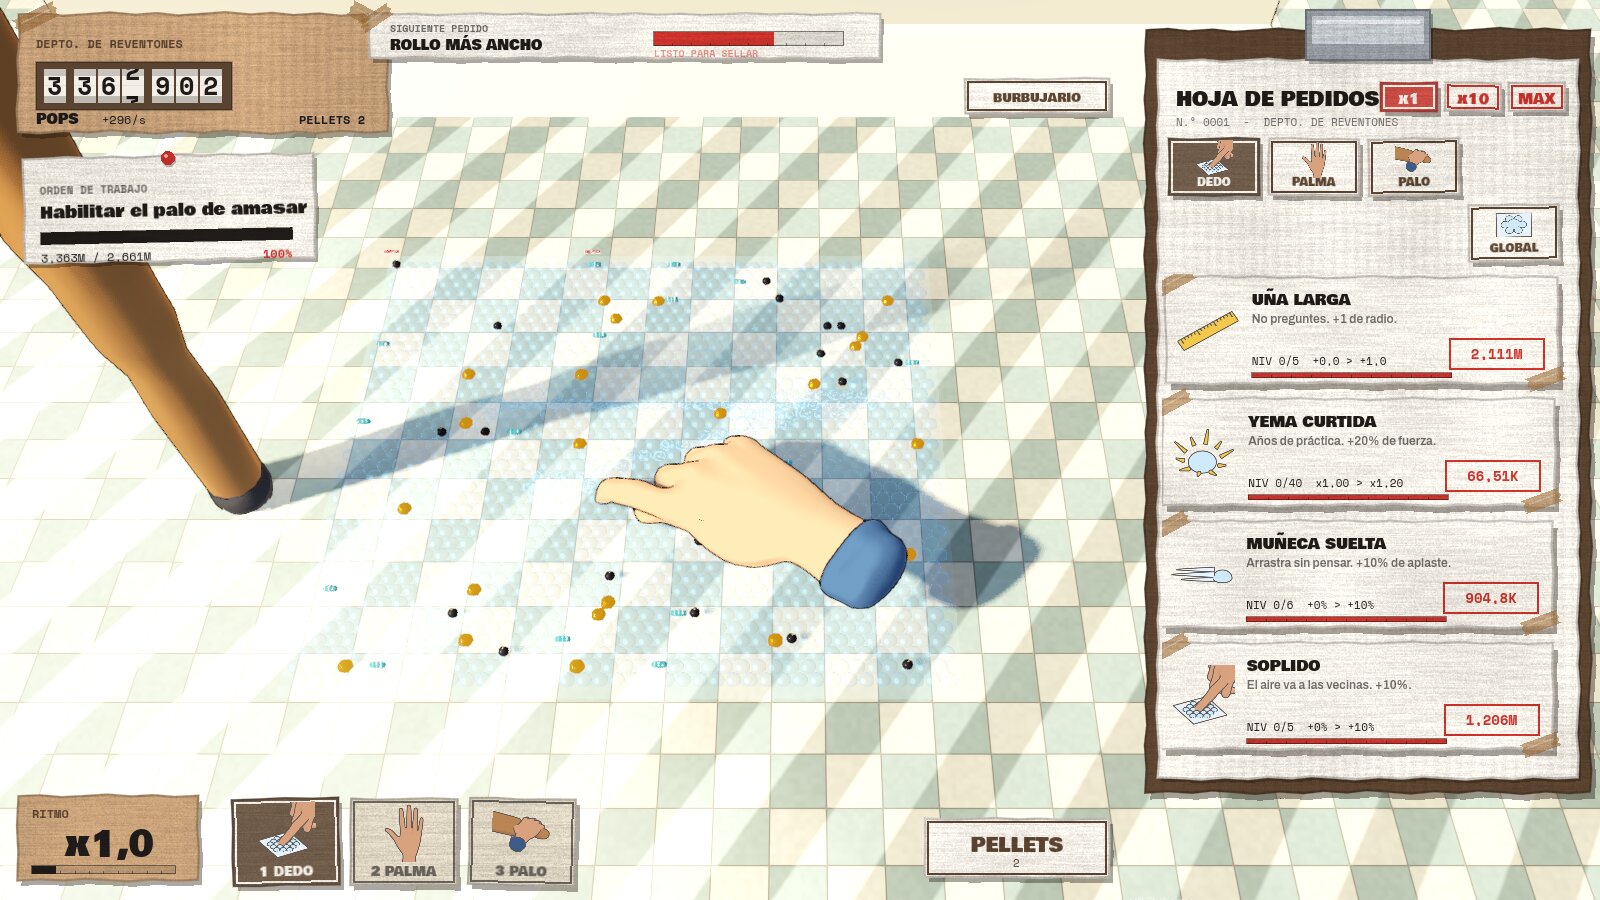 DEPTO. DE REVENTONES
3 36 902
POPS +296/s PELLETS 2
SIGUIENTE PEDIDO
ROLLO MÁS ANCHO
LISTO PARA SELLAR
BURBUJARIO
ORDEN DE TRABAJO
Habilitar el palo de amasar
3,363M / 2,661M 100%
HOJA DE PEDIDOS x1 x10 MAX
N.° 0001 - DEPTO. DE REVENTONES
DEDO PALMA PALO
GLOBAL
UÑA LARGA
No preguntes. +1 de radio.
NIV 0/5 +0,0 > +1,0 2,111M
YEMA CURTIDA
Años de práctica. +20% de fuerza.
NIV 0/40 x1,00 > x1,20 66,51K
MUÑECA SUELTA
Arrastra sin pensar. +10% de aplaste.
NIV 0/6 +0% > +10% 904,8K
SOPLIDO
El aire va a las vecinas. +10%.
NIV 0/5 +0% > +10% 1,206M
RITMO
x1,0
1 DEDO 2 PALMA 3 PALO
PELLETS
2